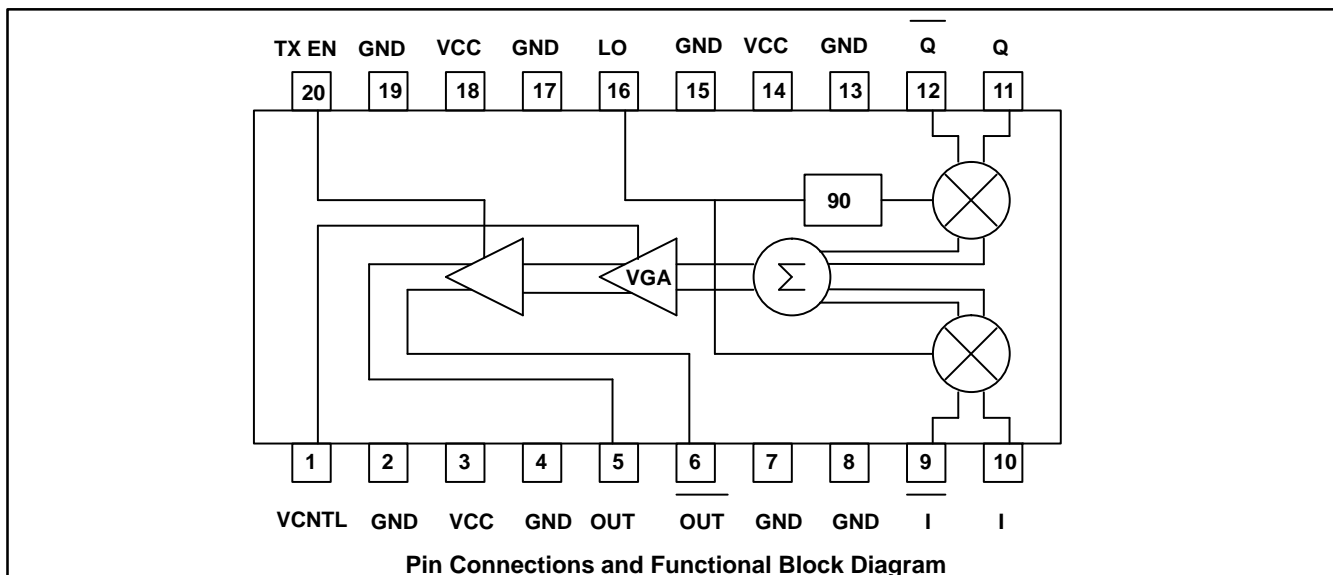 TX EN GND VCC GND LO GND VCC GND Q̅ Q
20 19 18 17 16 15 14 13 12 11
90
VGA
Σ
1 2 3 4 5 6 7 8 9 10
VCNTL GND VCC GND OUT O̅U̅T̅ GND GND I̅ I
Pin Connections and Functional Block Diagram